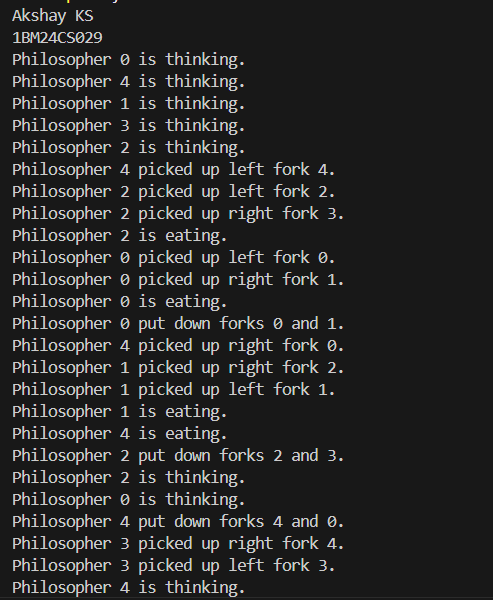 Akshay KS
1BM24CS029
Philosopher 0 is thinking.
Philosopher 4 is thinking.
Philosopher 1 is thinking.
Philosopher 3 is thinking.
Philosopher 2 is thinking.
Philosopher 4 picked up left fork 4.
Philosopher 2 picked up left fork 2.
Philosopher 2 picked up right fork 3.
Philosopher 2 is eating.
Philosopher 0 picked up left fork 0.
Philosopher 0 picked up right fork 1.
Philosopher 0 is eating.
Philosopher 0 put down forks 0 and 1.
Philosopher 4 picked up right fork 0.
Philosopher 1 picked up right fork 2.
Philosopher 1 picked up left fork 1.
Philosopher 1 is eating.
Philosopher 4 is eating.
Philosopher 2 put down forks 2 and 3.
Philosopher 2 is thinking.
Philosopher 0 is thinking.
Philosopher 4 put down forks 4 and 0.
Philosopher 3 picked up right fork 4.
Philosopher 3 picked up left fork 3.
Philosopher 4 is thinking.